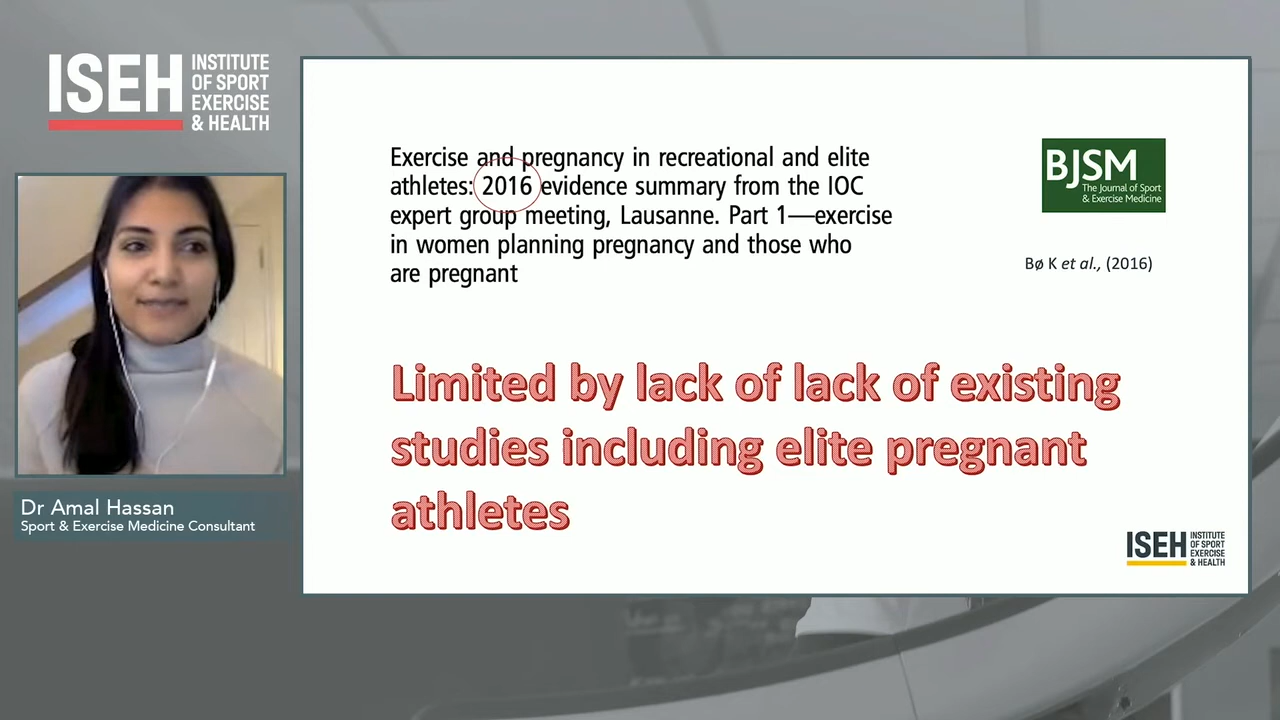 ISEH
INSTITUTE
OF SPORT
EXERCISE
& HEALTH
Exercise and pregnancy in recreational and elite
athletes: 2016 evidence summary from the IOC
expert group meeting, Lausanne. Part 1—exercise
in women planning pregnancy and those who
are pregnant
BJSM
The Journal of Sport
& Exercise Medicine
Bø K et al., (2016)
Limited by lack of lack of existing
studies including elite pregnant
athletes
Dr Amal Hassan
Sport & Exercise Medicine Consultant
ISEH
INSTITUTE
OF SPORT
EXERCISE
& HEALTH